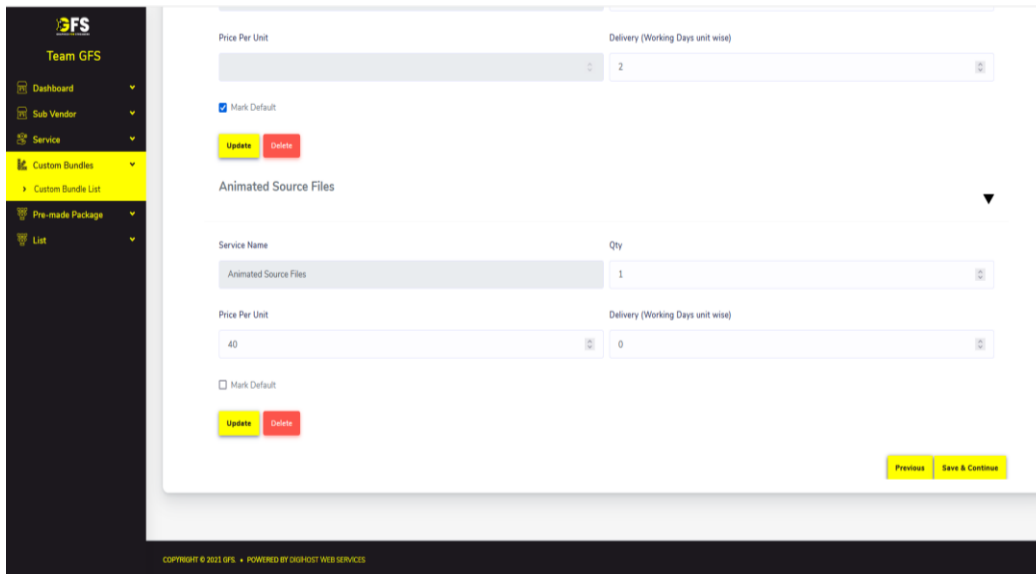 GFS
Team GFS
Dashboard
Sub Vendor
Service
Custom Bundles
Custom Bundle List
Pre-made Package
List
Price Per Unit
Delivery (Working Days unit wise)
2
Mark Default
Update Delete
Animated Source Files
Service Name
Qty
Animated Source Files
1
Price Per Unit
Delivery (Working Days unit wise)
40
0
Mark Default
Update Delete
Previous Save & Continue
COPYRIGHT © 2021 GFS. • POWERED BY DIGIHOST WEB SERVICES